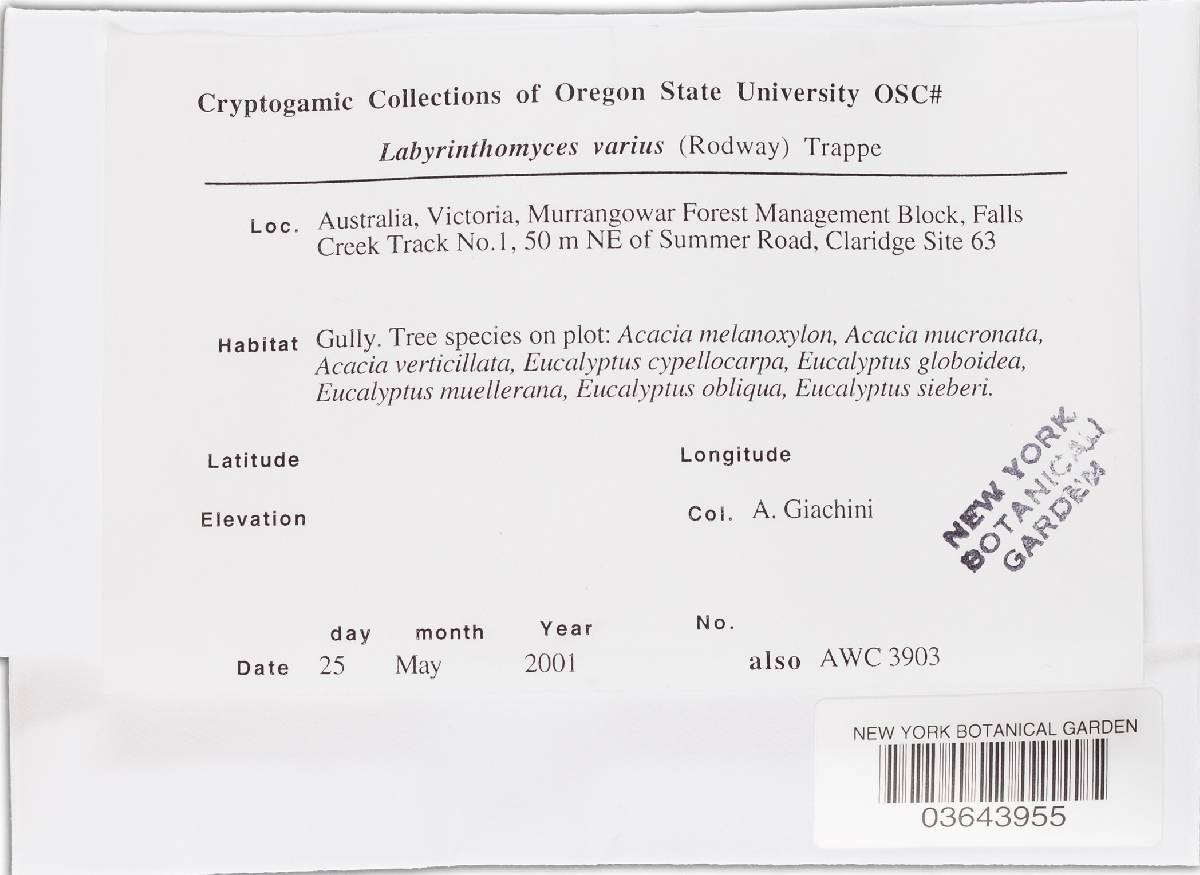 Cryptogamic Collections of Oregon State University OSC#
Labyrinthomyces varius (Rodway) Trappe
Loc. Australia, Victoria, Murrangowar Forest Management Block, Falls
Creek Track No.1, 50 m NE of Summer Road, Claridge Site 63
Habitat Gully. Tree species on plot: Acacia melanoxylon, Acacia mucronata,
Acacia verticillata, Eucalyptus cypellocarpa, Eucalyptus globoidea,
Eucalyptus muellerana, Eucalyptus obliqua, Eucalyptus sieberi.
Latitude Longitude
Elevation Col. A. Giachini
NEW YORK
BOTANICAL
GARDEN
day month Year No.
Date 25 May 2001 also AWC 3903
NEW YORK BOTANICAL GARDEN
03643955